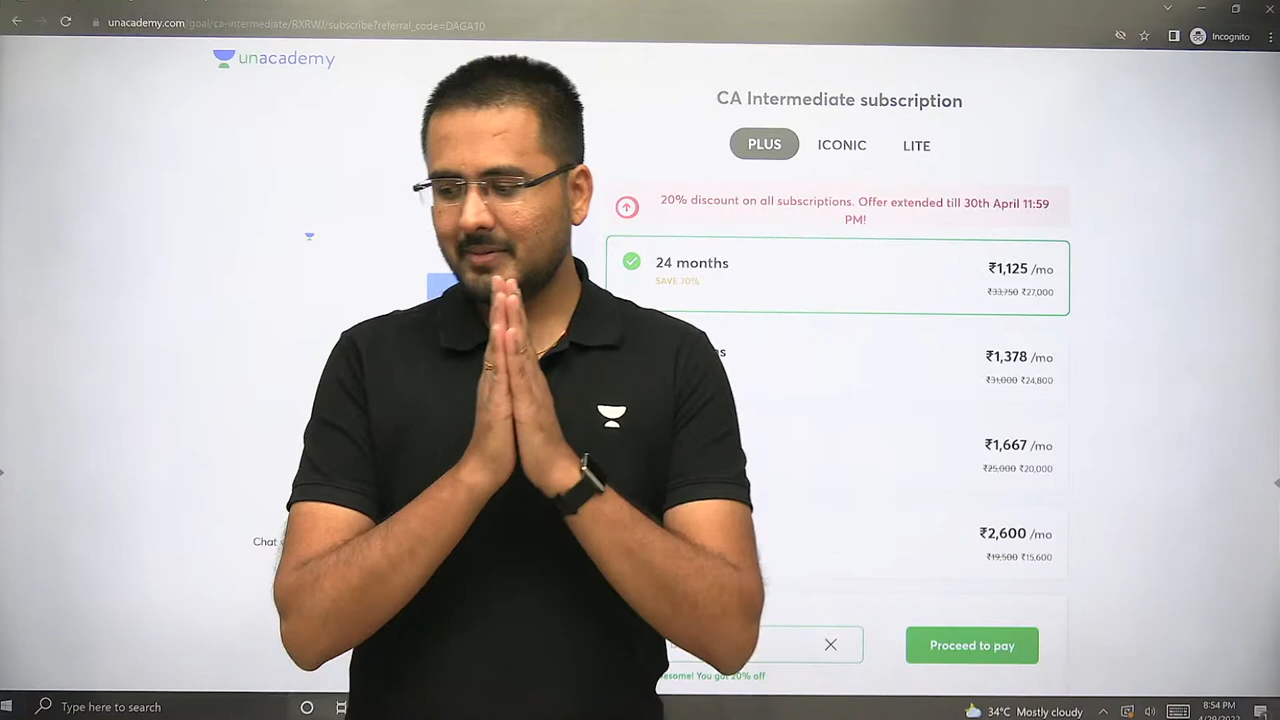 unacademy.com/goal/ca-intermediate/RXRWJ/subscribe?referral_code=DAGA10
Incognito
unacademy
CA Intermediate subscription
PLUS
ICONIC
LITE
20% discount on all subscriptions. Offer extended till 30th April 11:59
PM!
24 months
₹1,125 /mo
SAVE 70%
₹33,750 ₹27,000
₹1,378 /mo
₹31,000 ₹24,800
₹1,667 /mo
₹25,000 ₹20,000
₹2,600 /mo
₹19,500 ₹15,600
Chat
Proceed to pay
You got 20% off
Type here to search
34°C Mostly cloudy
8:54 PM